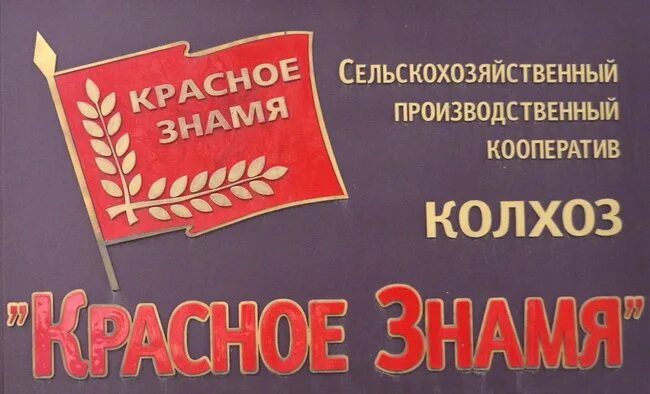 КРАСНОЕ
ЗНАМЯ
Сельскохозяйственный
производственный
кооператив
КОЛХОЗ
"Красное Знамя"